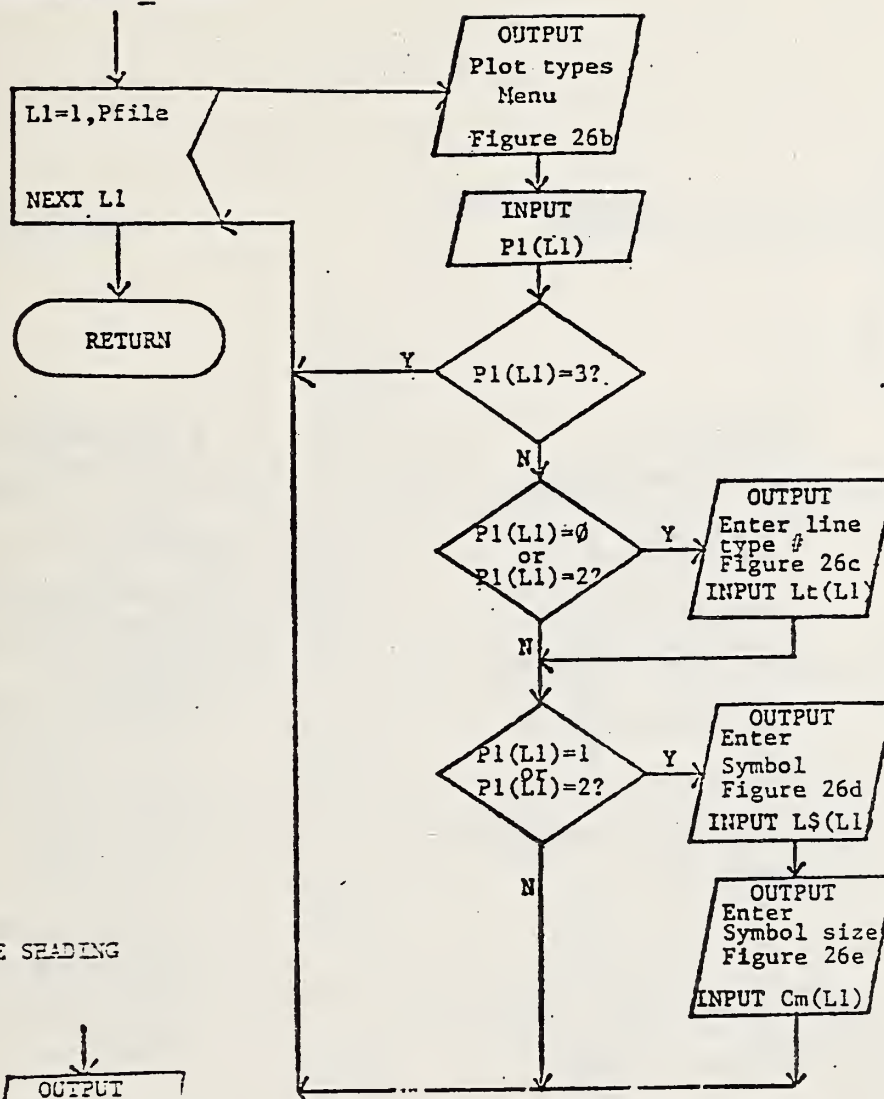 OUTPUT
Plot types
Menu
Figure 26b
L1=1,Pfile
NEXT L1
INPUT
P1(L1)
RETURN
Y
P1(L1)=3?
N
P1(L1)=Ø
or
P1(L1)=2?
Y
OUTPUT
Enter line
type #
Figure 26c
INPUT Lt(L1)
N
P1(L1)=1
or
P1(L1)=2?
Y
OUTPUT
Enter
Symbol
Figure 26d
INPUT L$(L1
N
OUTPUT
Enter
Symbol size
Figure 26e
INPUT Cm(L1)
E SHADING
OUTPUT